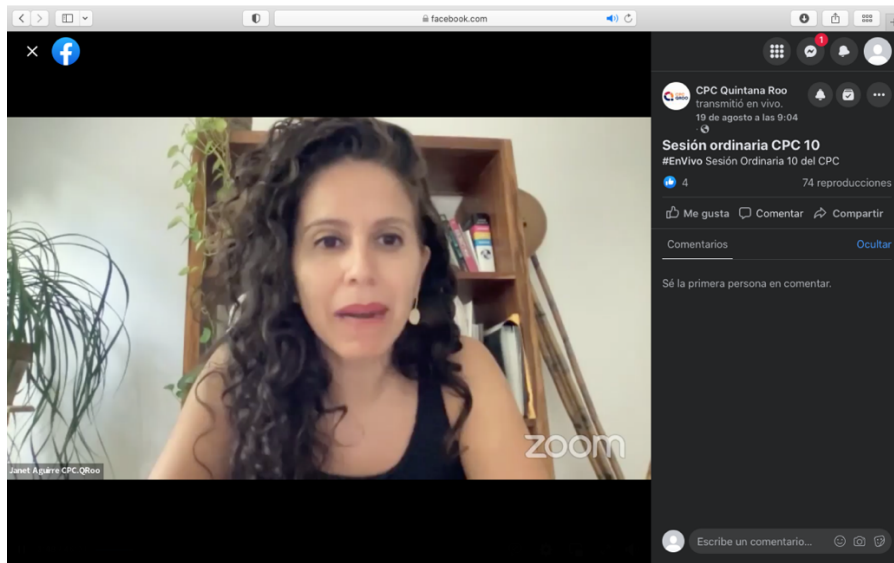 facebook.com
1
CPC Quintana Roo
transmitió en vivo.
19 de agosto a las 9:04
·
Sesión ordinaria CPC 10
#EnVivo Sesión Ordinaria 10 del CPC
4
74 reproducciones
Me gusta
Comentar
Compartir
Comentarios
Ocultar
Sé la primera persona en comentar.
zoom
Janet Aguirre CPC.QRoo
Escribe un comentario...